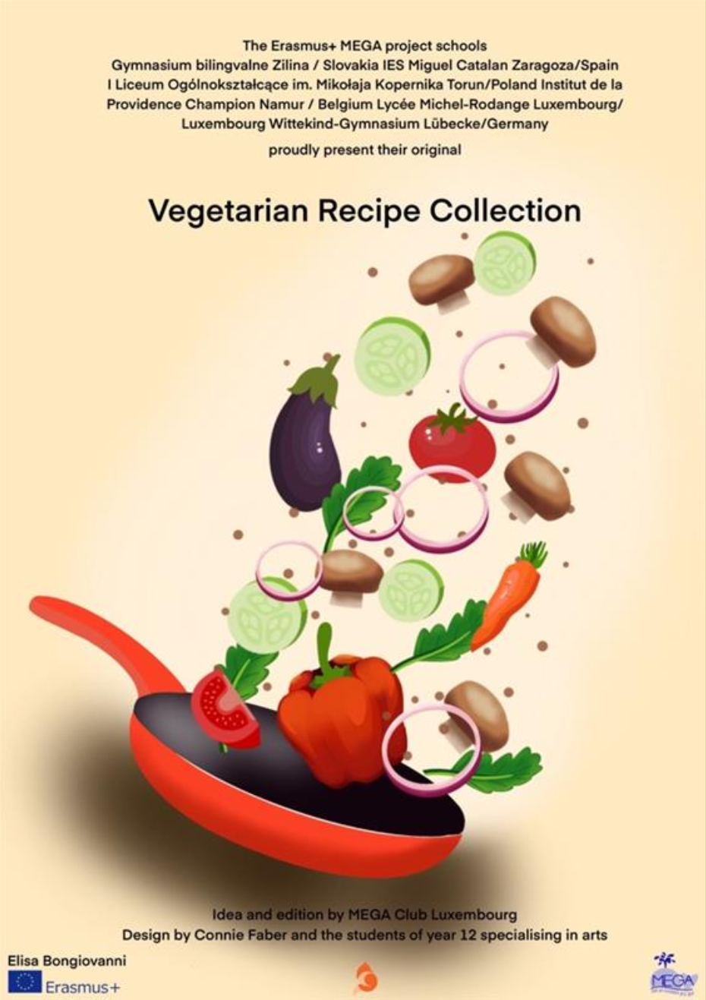 The Erasmus+ MEGA project schools
Gymnasium bilingvalne Zilina / Slovakia IES Miguel Catalan Zaragoza/Spain
I Liceum Ogólnokształcące im. Mikołaja Kopernika Torun/Poland Institut de la
Providence Champion Namur / Belgium Lycée Michel-Rodange Luxembourg/
Luxembourg Wittekind-Gymnasium Lübecke/Germany
proudly present their original
Vegetarian Recipe Collection
Idea and edition by MEGA Club Luxembourg
Design by Connie Faber and the students of year 12 specialising in arts
Elisa Bongiovanni
Erasmus+
MEGA